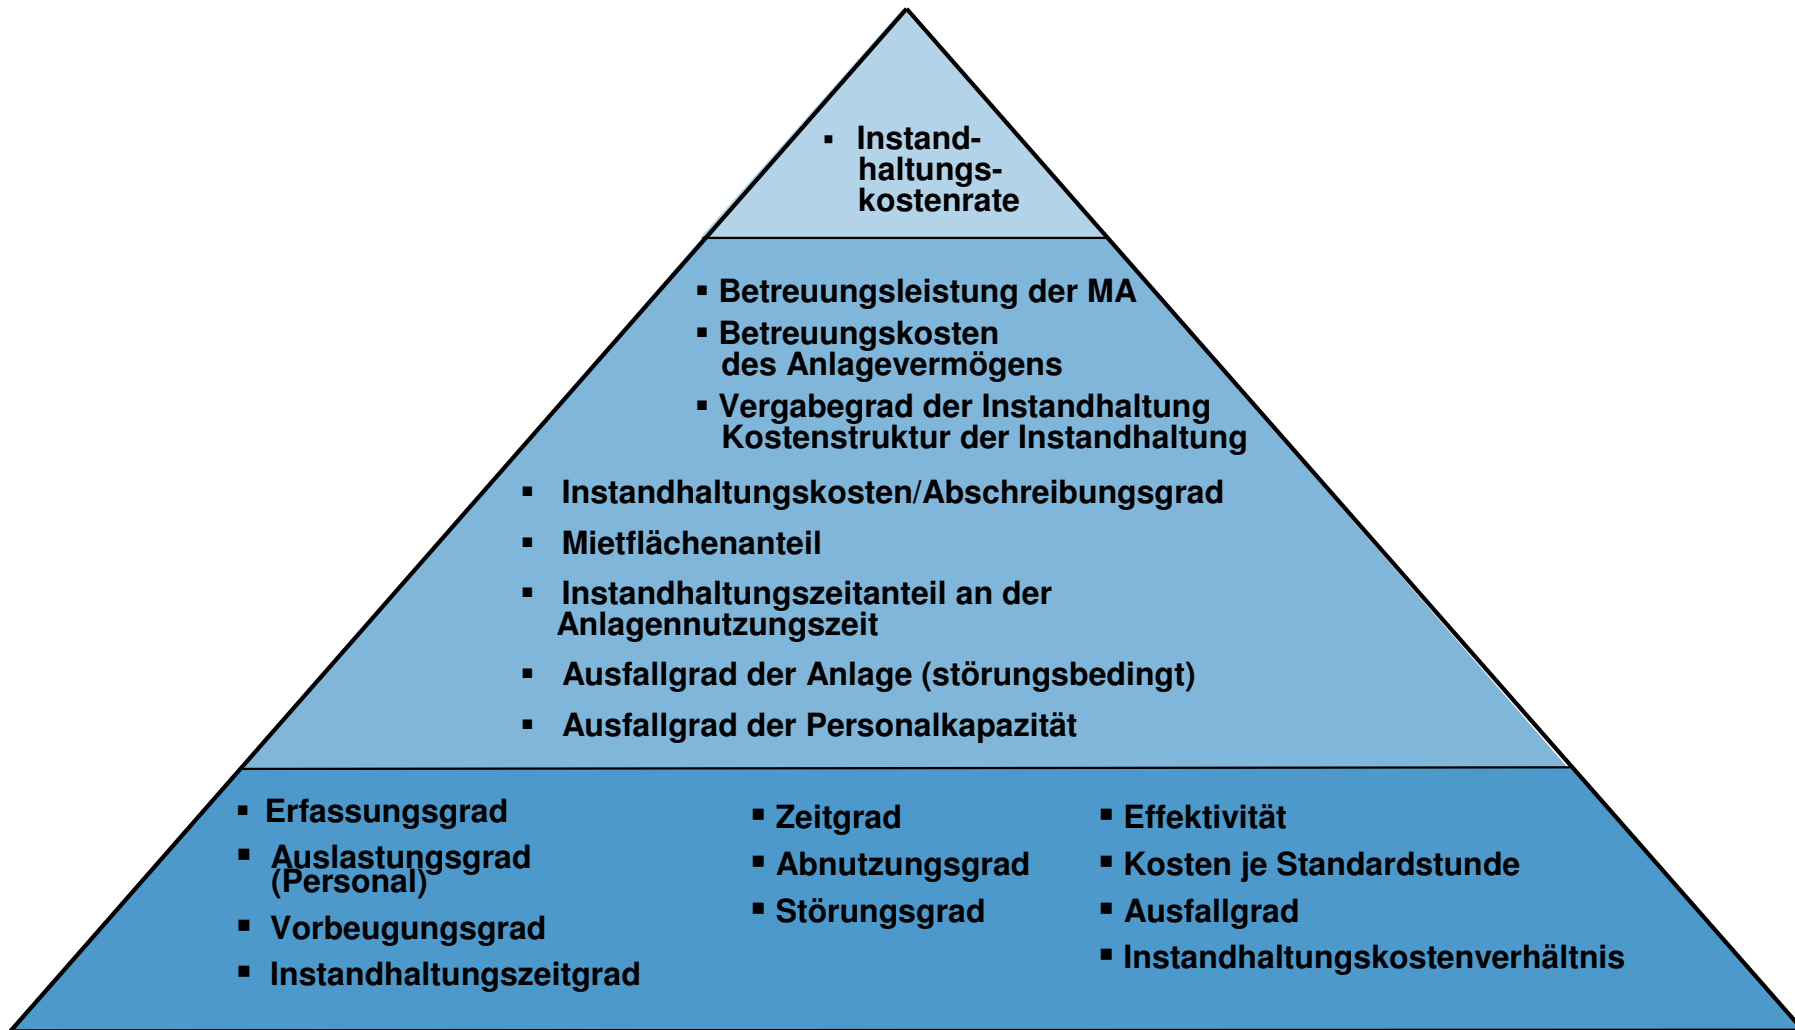 ▪ Instand-
haltungs-
kostenrate
▪ Betreuungsleistung der MA
▪ Betreuungskosten
des Anlagevermögens
▪ Vergabegrad der Instandhaltung
Kostenstruktur der Instandhaltung
▪ Instandhaltungskosten/Abschreibungsgrad
▪ Mietflächenanteil
▪ Instandhaltungszeitanteil an der
Anlagennutzungszeit
▪ Ausfallgrad der Anlage (störungsbedingt)
▪ Ausfallgrad der Personalkapazität
▪ Erfassungsgrad
▪ Auslastungsgrad
(Personal)
▪ Vorbeugungsgrad
▪ Instandhaltungszeitgrad
▪ Zeitgrad
▪ Abnutzungsgrad
▪ Störungsgrad
▪ Effektivität
▪ Kosten je Standardstunde
▪ Ausfallgrad
▪ Instandhaltungskostenverhältnis